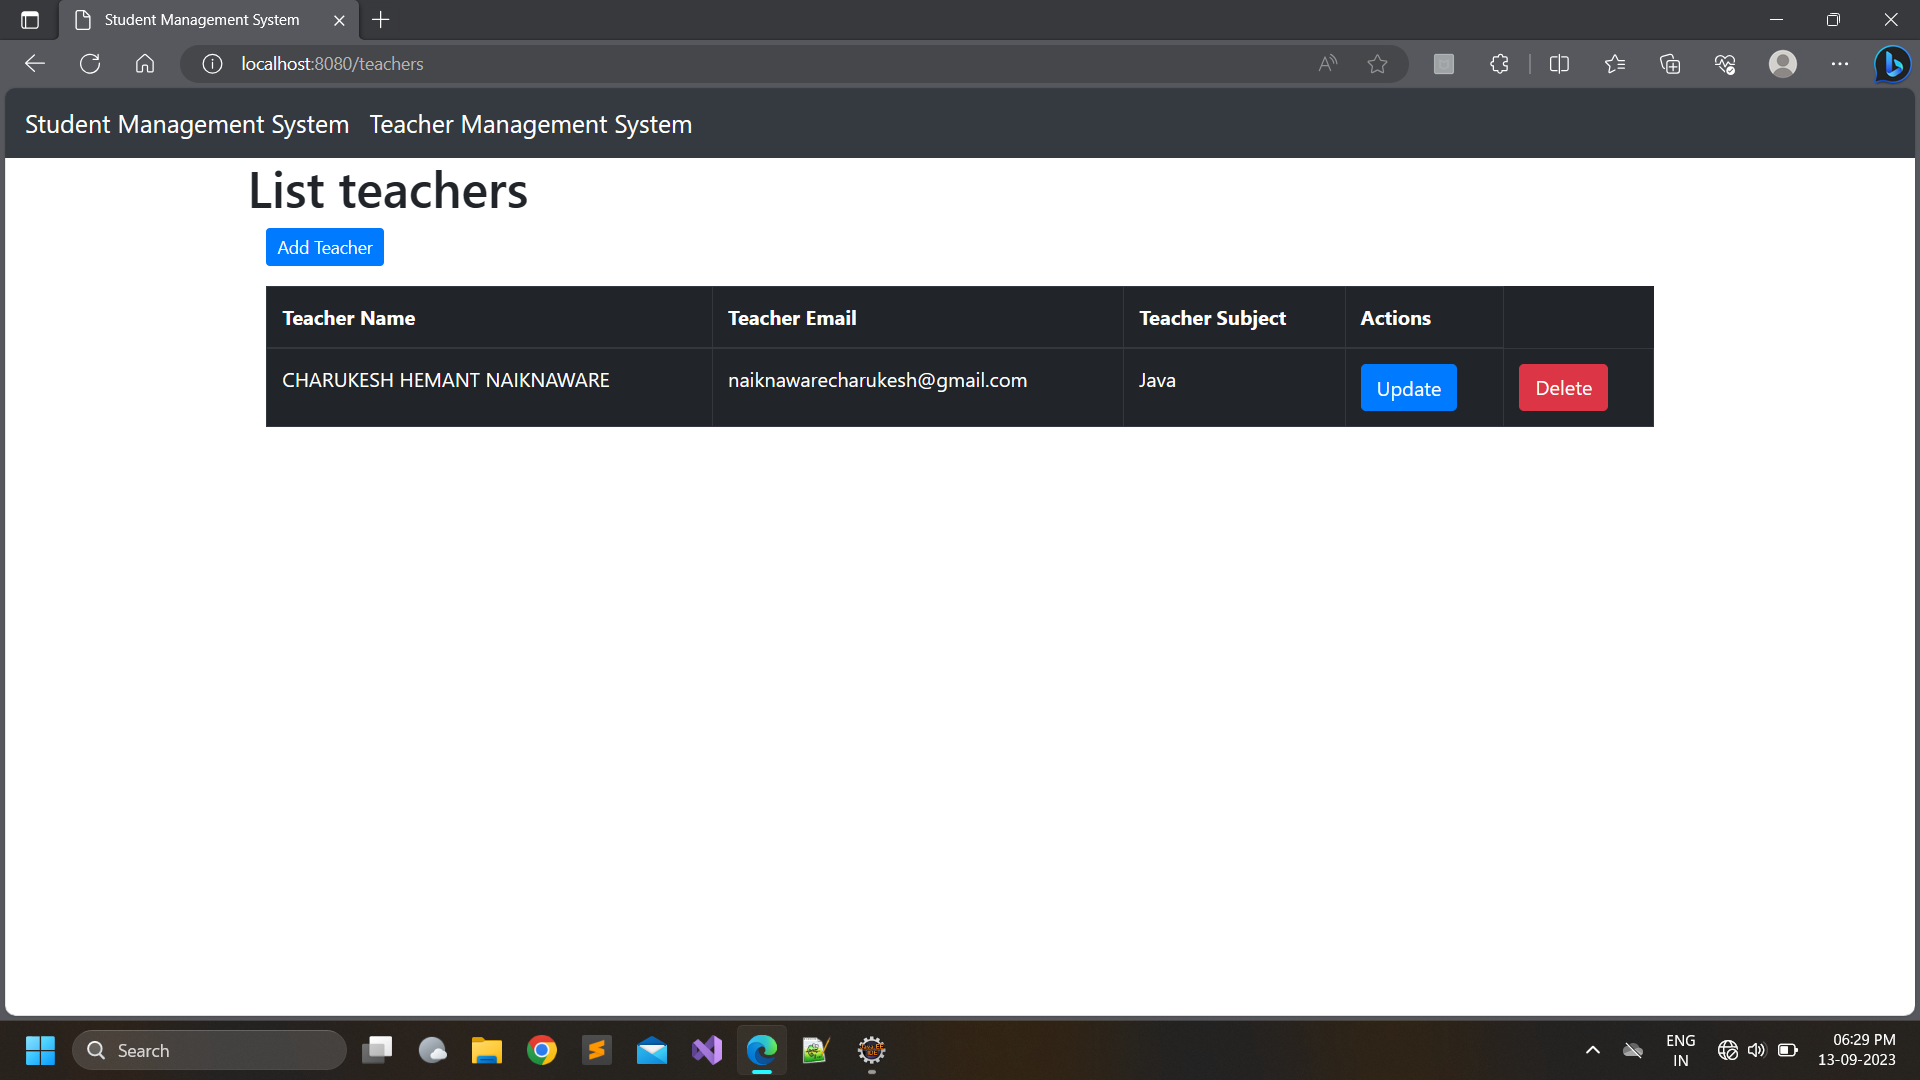 Student Management System
localhost:8080/teachers
Student Management System Teacher Management System
List teachers
Add Teacher
Teacher Name Teacher Email Teacher Subject Actions
CHARUKESH HEMANT NAIKNAWARE naiknawarecharukesh@gmail.com Java Update Delete
Search
ENG
IN
06:29 PM
13-09-2023